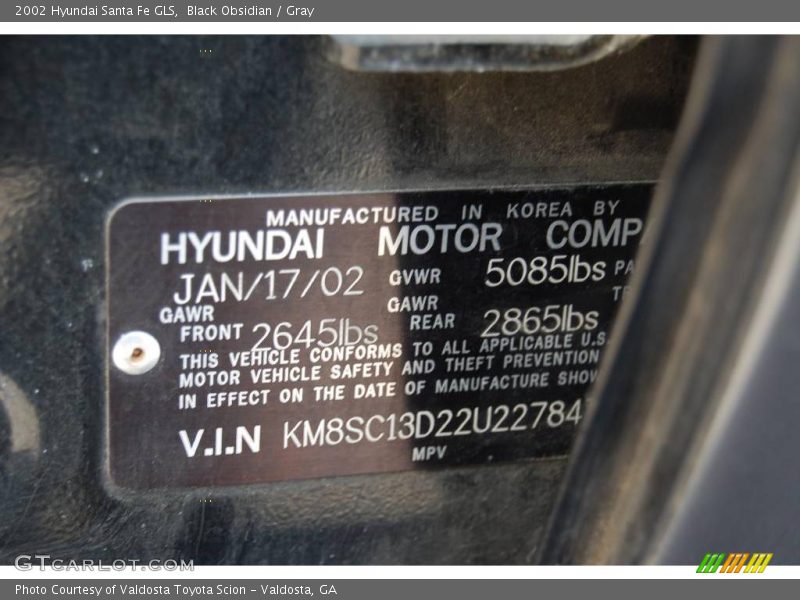 2002 Hyundai Santa Fe GLS, Black Obsidian / Gray
MANUFACTURED IN KOREA BY
HYUNDAI MOTOR COMP
JAN/17/02 GVWR 5085lbs PA
GAWR GAWR
FRONT 2645lbs REAR 2865lbs
THIS VEHICLE CONFORMS TO ALL APPLICABLE U.S.
MOTOR VEHICLE SAFETY AND THEFT PREVENTION
IN EFFECT ON THE DATE OF MANUFACTURE SHOW
V.I.N KM8SC13D22U22784
MPV
GTCARLOT.COM
Photo Courtesy of Valdosta Toyota Scion - Valdosta, GA